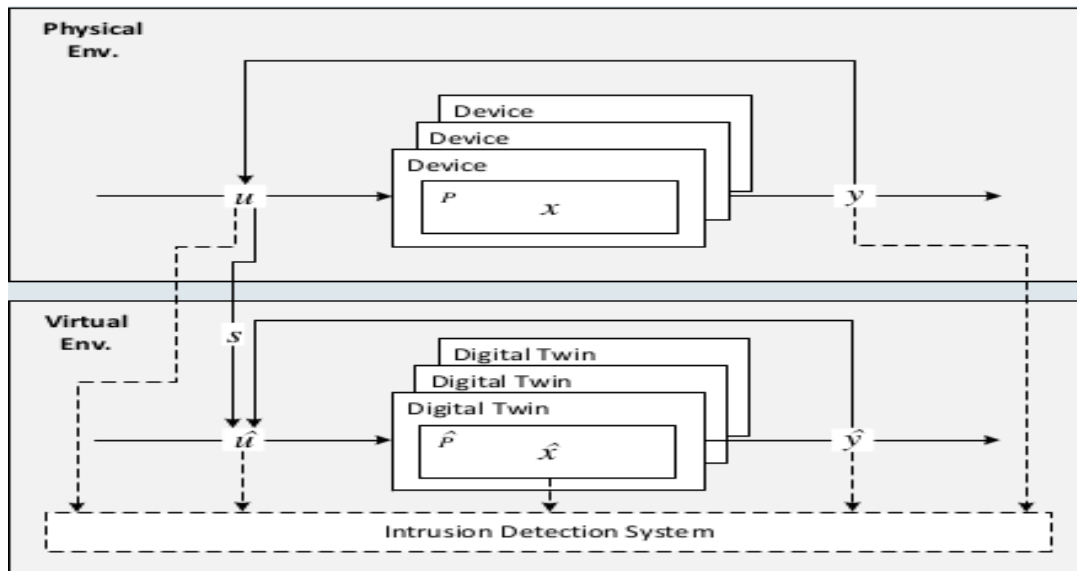 Physical
Env.
Device
Device
Device
P
x
u
y
Virtual
Env.
s
Digital Twin
Digital Twin
Digital Twin
P̂
x̂
û
ŷ
Intrusion Detection System